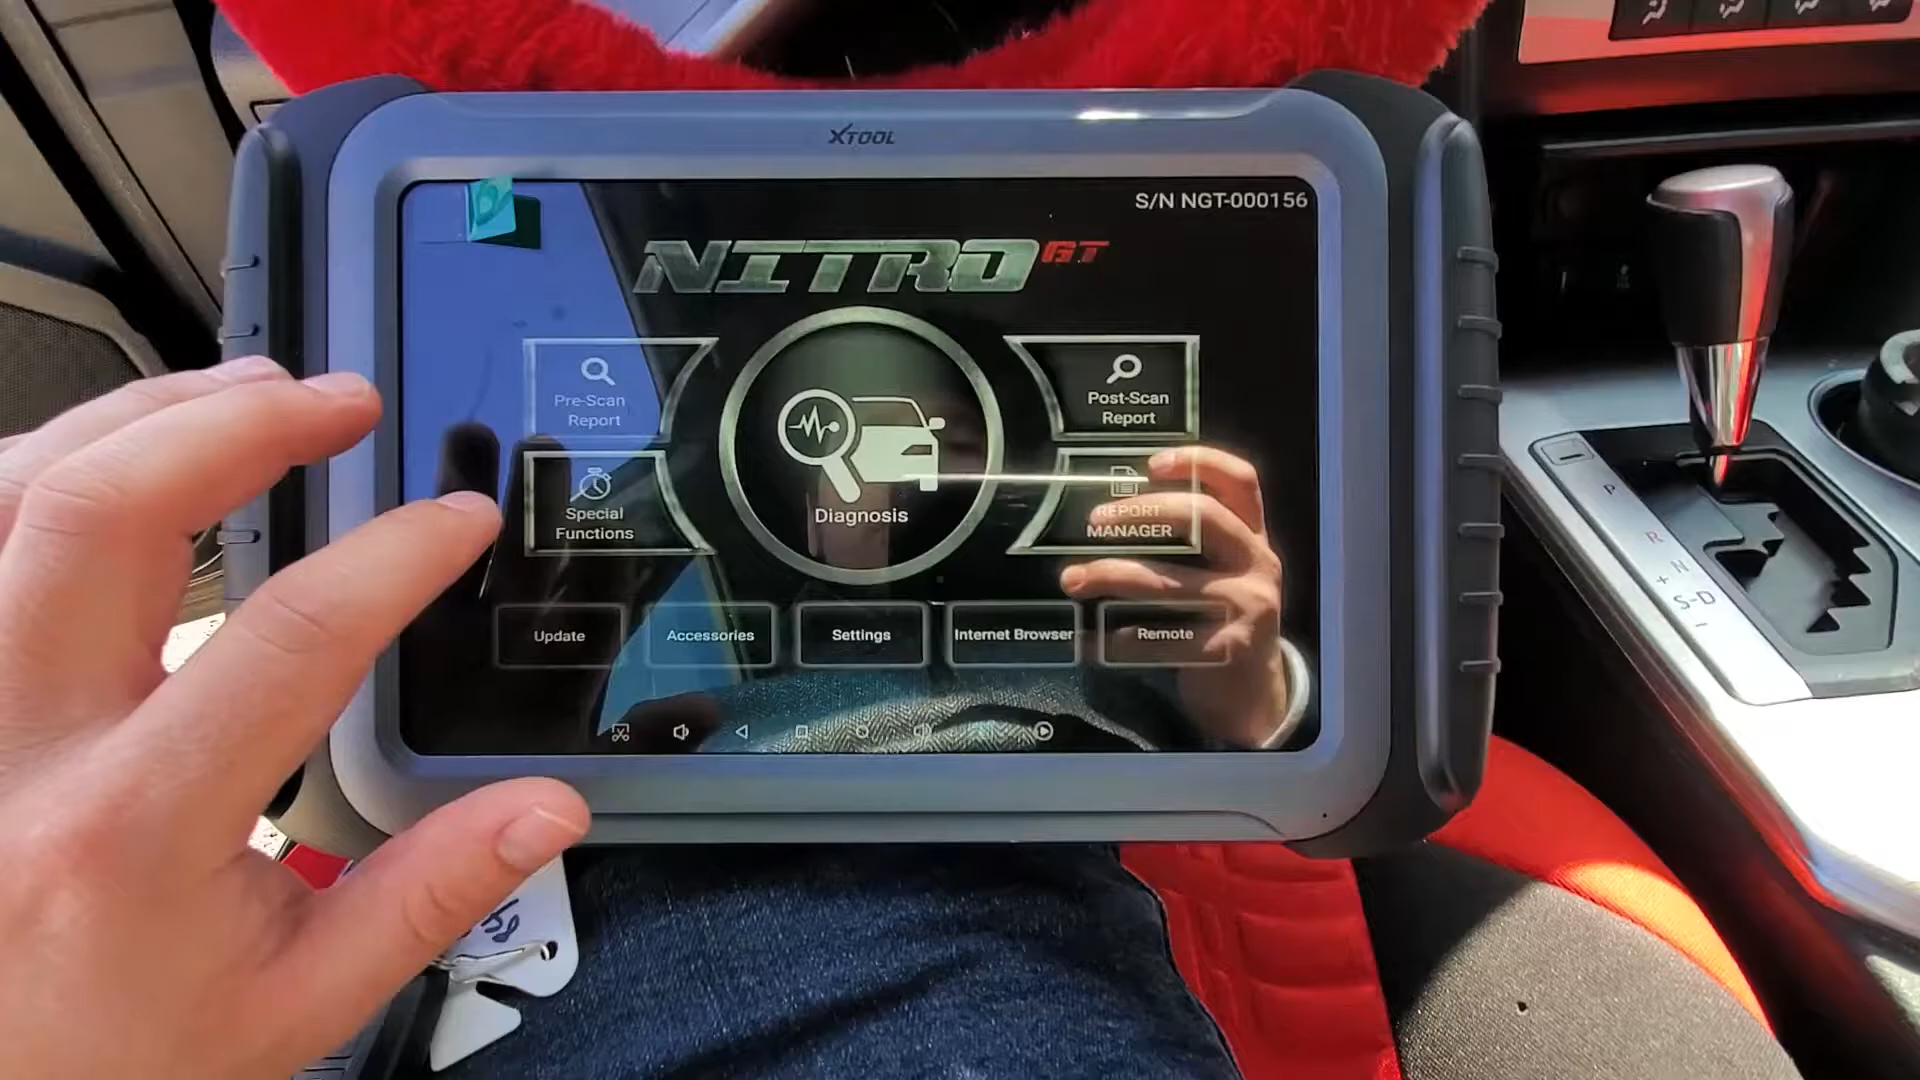 XTOOL
S/N NGT-000156
NITRO GT
Pre-Scan
Report
Post-Scan
Report
Special
Functions
Diagnosis
REPORT
MANAGER
Update
Accessories
Settings
Internet Browser
Remote
P
R
N
+
S-D
-